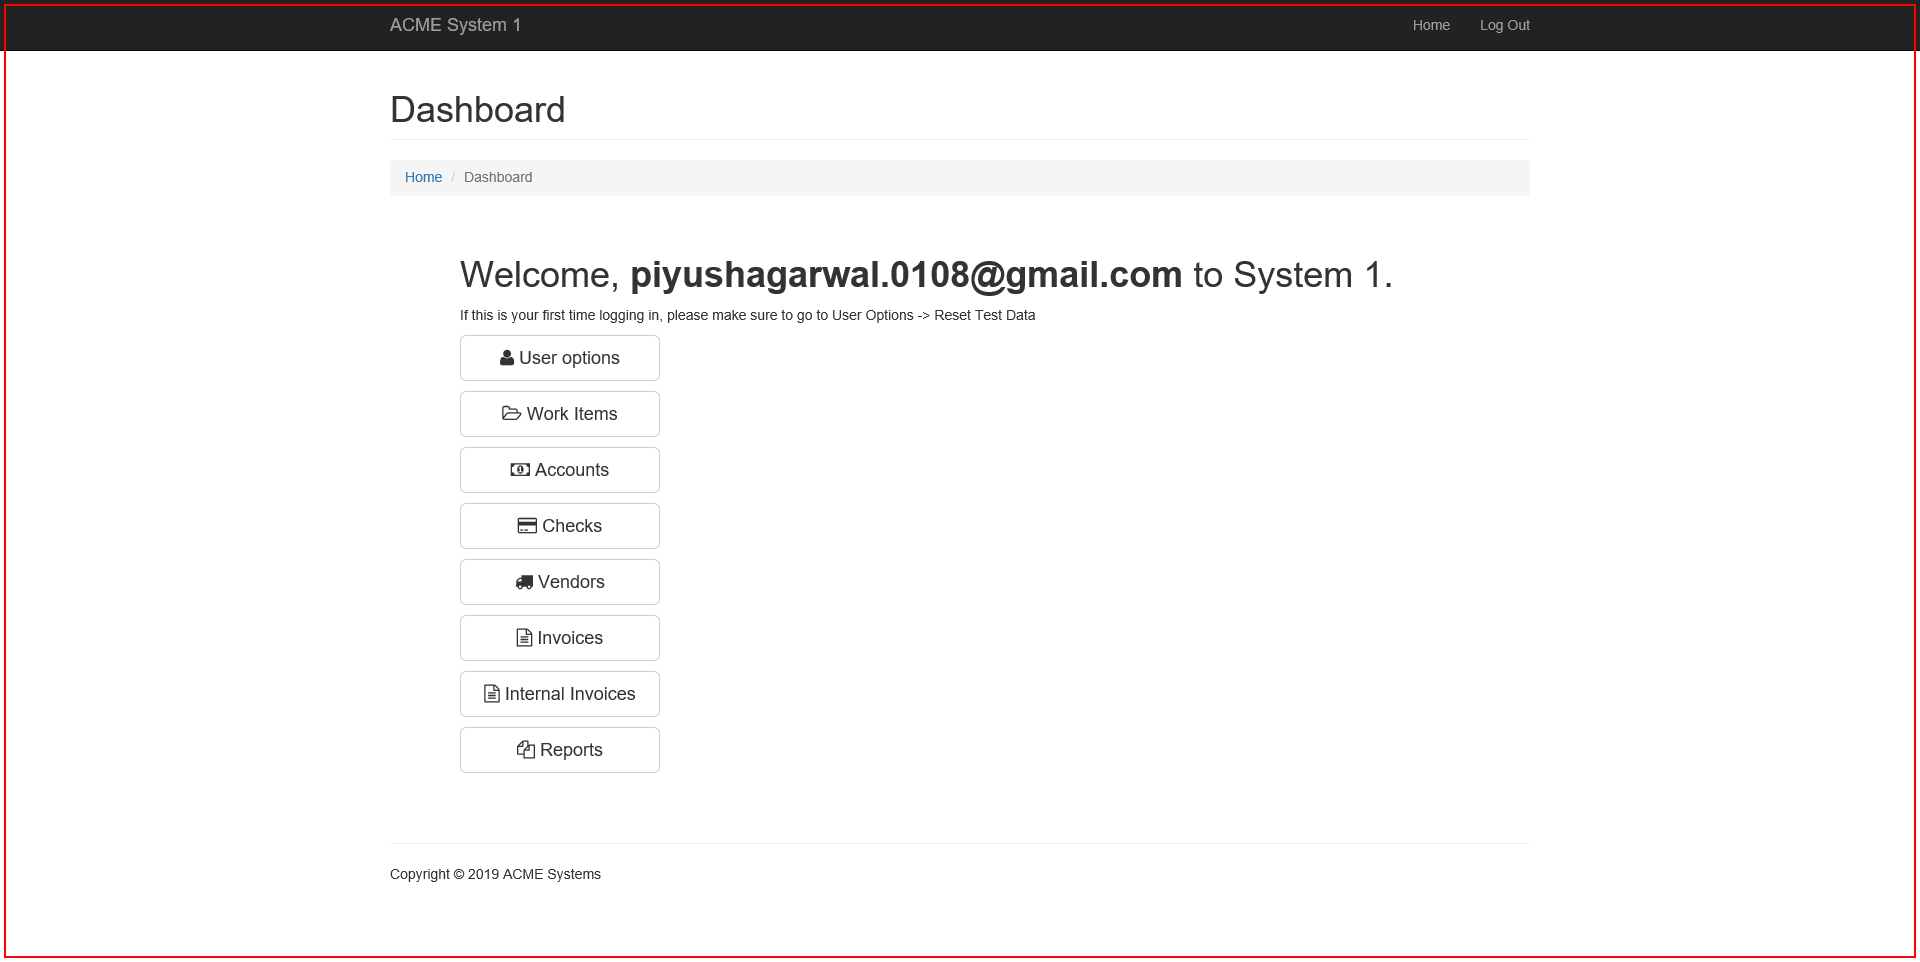 ACME System 1 Home Log Out
Dashboard
Home / Dashboard
Welcome, piyushagarwal.0108@gmail.com to System 1.
If this is your first time logging in, please make sure to go to User Options -> Reset Test Data
User options
Work Items
Accounts
Checks
Vendors
Invoices
Internal Invoices
Reports
Copyright © 2019 ACME Systems